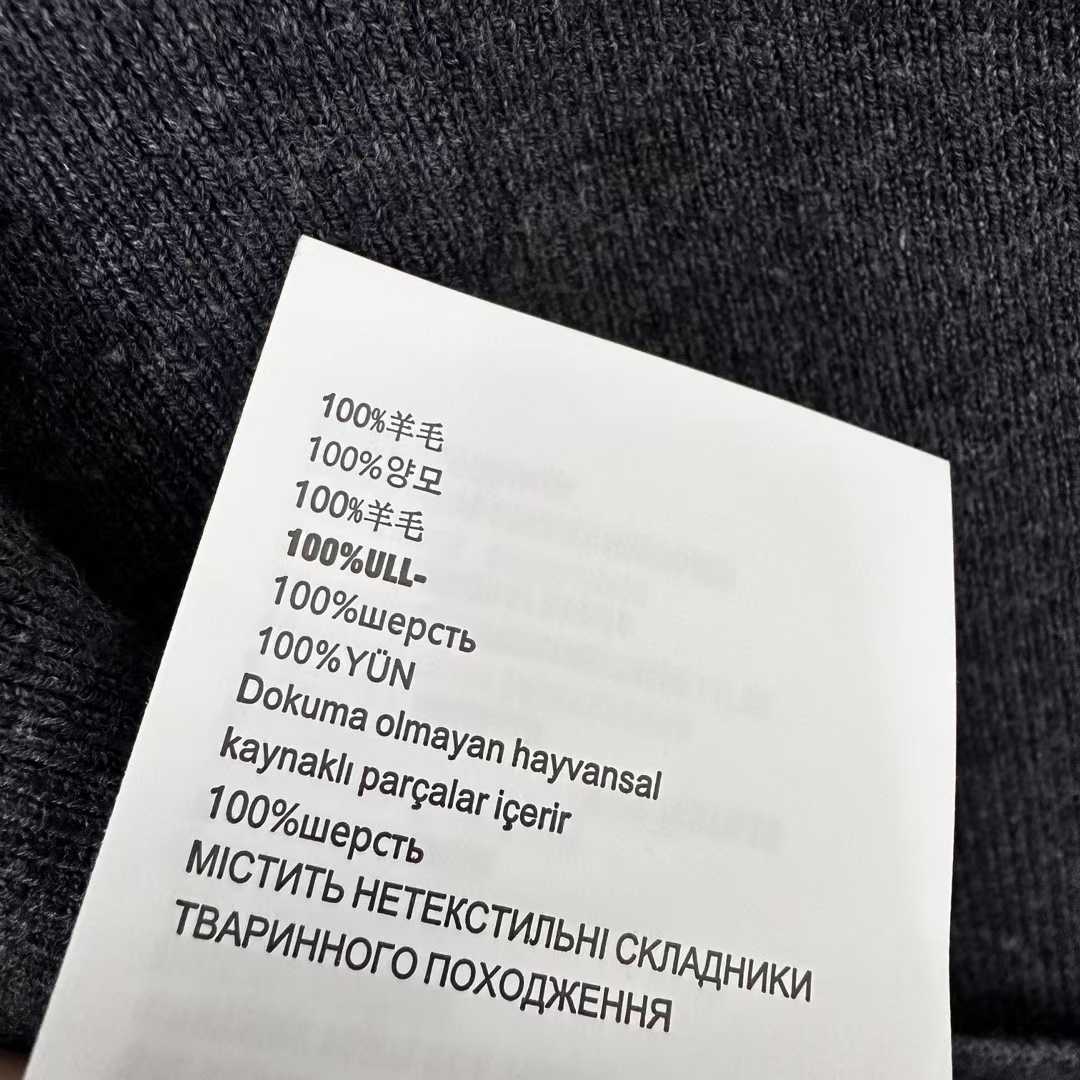 100%羊毛
100%양모
100%羊毛
100%ULL-
100%шерсть
100%YÜN
Dokuma olmayan hayvansal
kaynaklı parçalar içerir
100%шерсть
МІСТИТЬ НЕТЕКСТИЛЬНІ СКЛАДНИКИ
ТВАРИННОГО ПОХОДЖЕННЯ